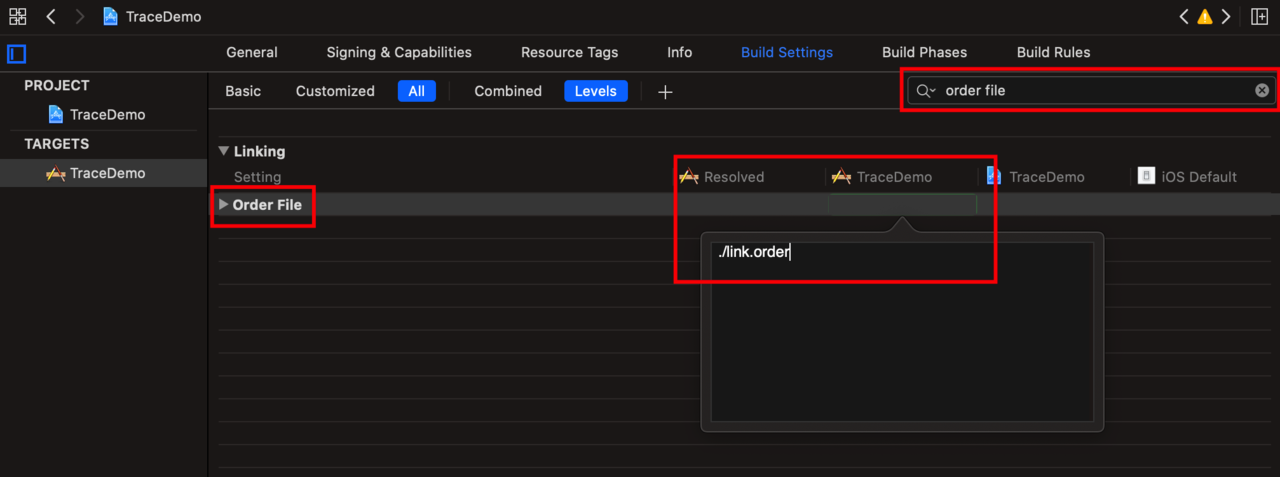 TraceDemo
General Signing & Capabilities Resource Tags Info Build Settings Build Phases Build Rules
PROJECT
TraceDemo
TARGETS
TraceDemo
Basic Customized All Combined Levels order file
Linking
Setting Resolved TraceDemo TraceDemo iOS Default
Order File
./link.order